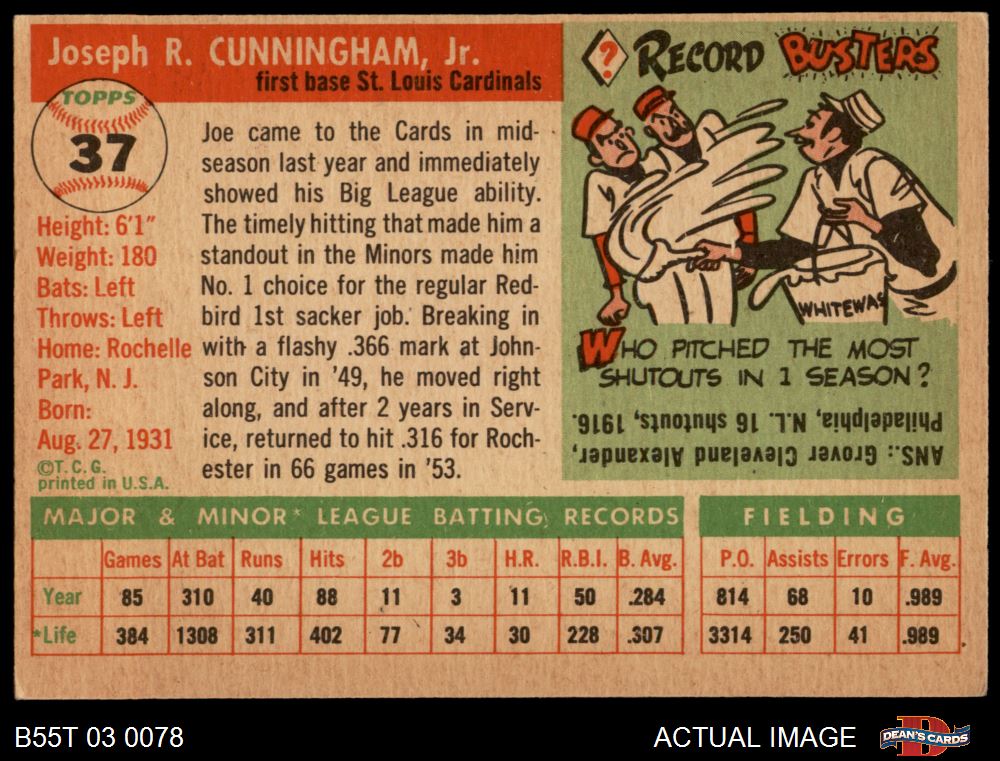 Joseph R. CUNNINGHAM, Jr.
first base St. Louis Cardinals
TOPPS
37
Height: 6'1"
Weight: 180
Bats: Left
Throws: Left
Home: Rochelle
Park, N. J.
Born:
Aug. 27, 1931
©T. C. G.
printed in U.S.A.
Joe came to the Cards in mid-
season last year and immediately
showed his Big League ability.
The timely hitting that made him a
standout in the Minors made him
No. 1 choice for the regular Red-
bird 1st sacker job. Breaking in
with a flashy .366 mark at John-
son City in '49, he moved right
along, and after 2 years in Serv-
ice, returned to hit .316 for Roch-
ester in 66 games in '53.
? RECORD BUSTERS
WHITEWAS
WHO PITCHED THE MOST
SHUTOUTS IN 1 SEASON?
ANS.: Grover Cleveland Alexander,
Philadelphia, N.L. 16 shutouts, 1916.
MAJOR & MINOR* LEAGUE BATTING RECORDS
Games At Bat Runs Hits 2b 3b H.R. R.B.I. B. Avg.
Year 85 310 40 88 11 3 11 50 .284
*Life 384 1308 311 402 77 34 30 228 .307
FIELDING
P.O. Assists Errors F. Avg.
814 68 10 .989
3314 250 41 .989
B55T 03 0078
ACTUAL IMAGE
D
DEAN'S CARDS